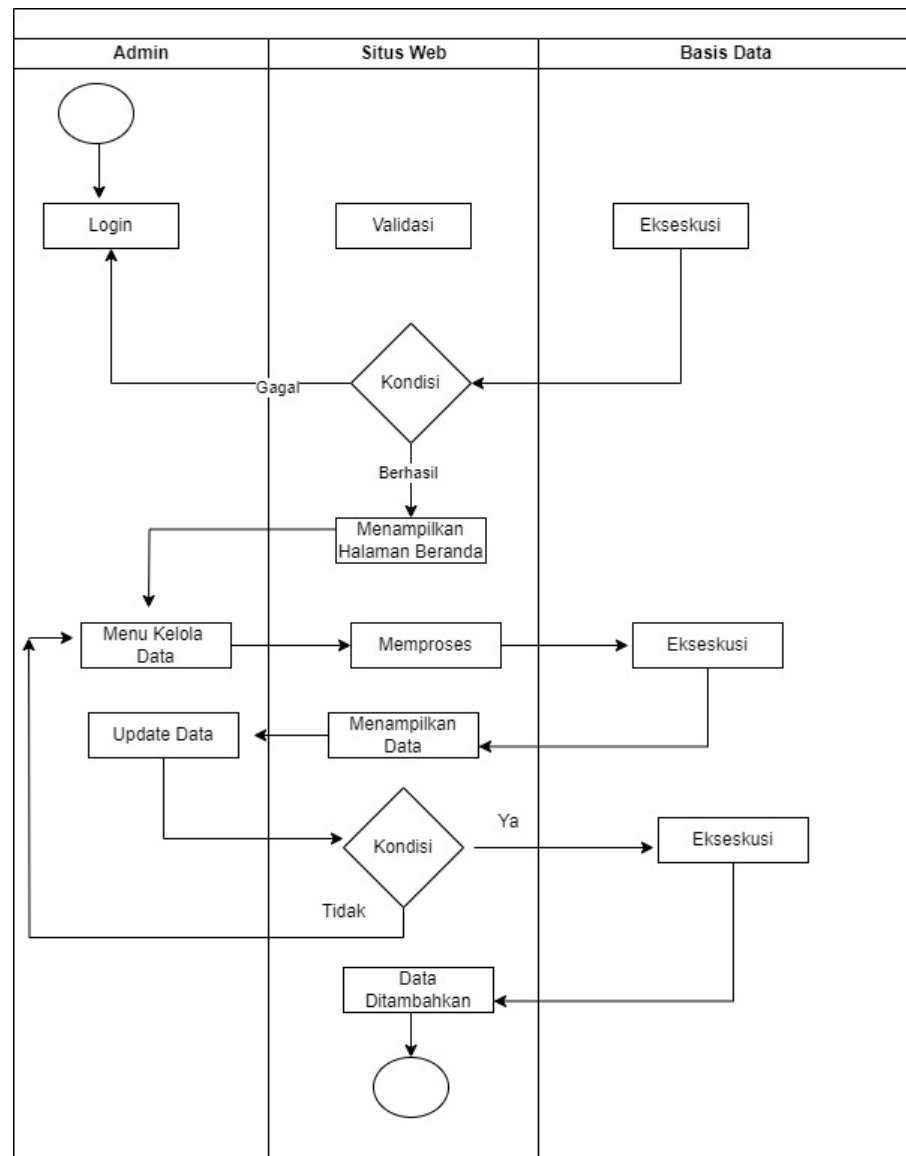 Admin
Situs Web
Basis Data
Login
Validasi
Ekseskusi
Kondisi
Gagal
Berhasil
Menampilkan
Halaman Beranda
Menu Kelola
Data
Memproses
Ekseskusi
Update Data
Menampilkan
Data
Kondisi
Ya
Ekseskusi
Tidak
Data
Ditambahkan